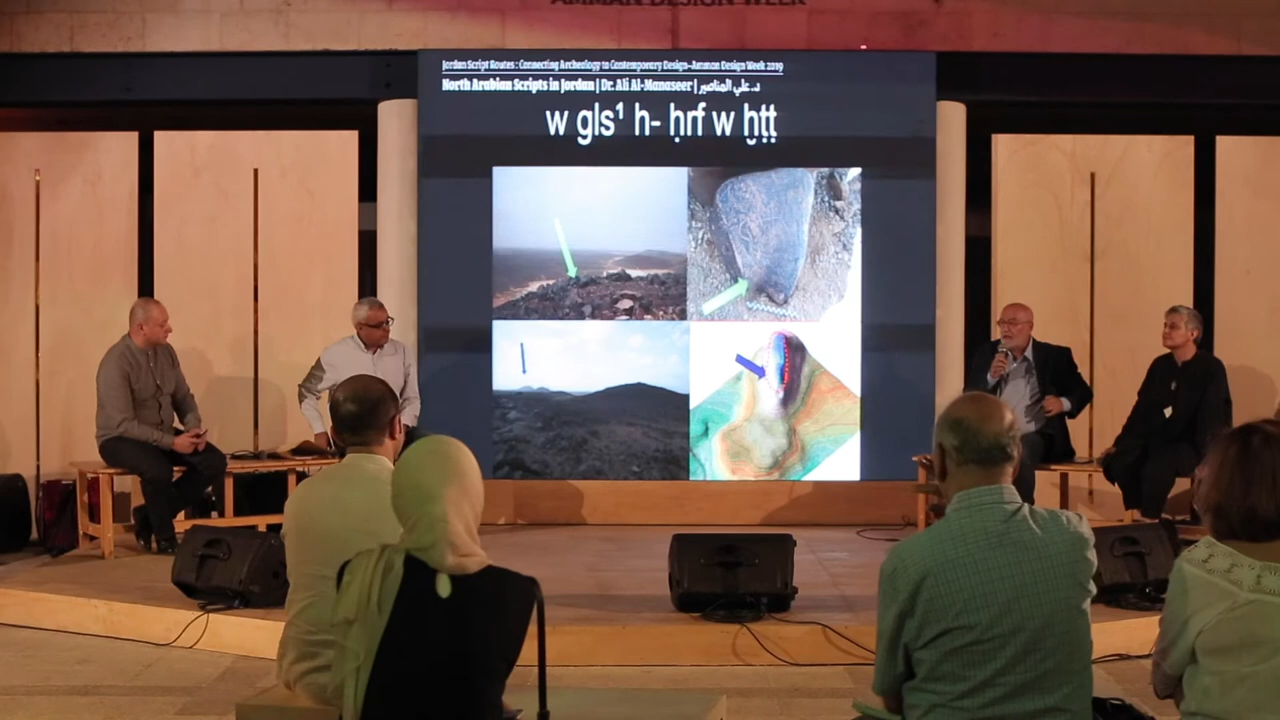 AMMAN DESIGN WEEK
Jordan Script Routes : Connecting Archeology to Contemporary Design-Amman Design Week 2019
North Arabian Scripts in Jordan | Dr. Ali Al-Manaseer | د. علي المناصير
w gls¹ h- ḥrf w ḫṭṭ